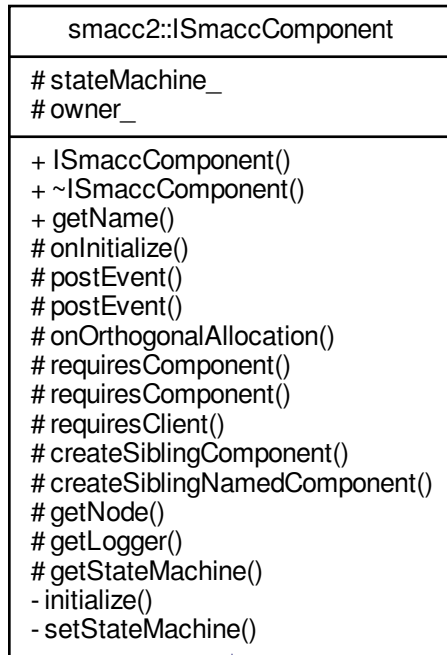 smacc2::ISmaccComponent
# stateMachine_
# owner_
+ ISmaccComponent()
+ ~ISmaccComponent()
+ getName()
# onInitialize()
# postEvent()
# postEvent()
# onOrthogonalAllocation()
# requiresComponent()
# requiresComponent()
# requiresClient()
# createSiblingComponent()
# createSiblingNamedComponent()
# getNode()
# getLogger()
# getStateMachine()
- initialize()
- setStateMachine()